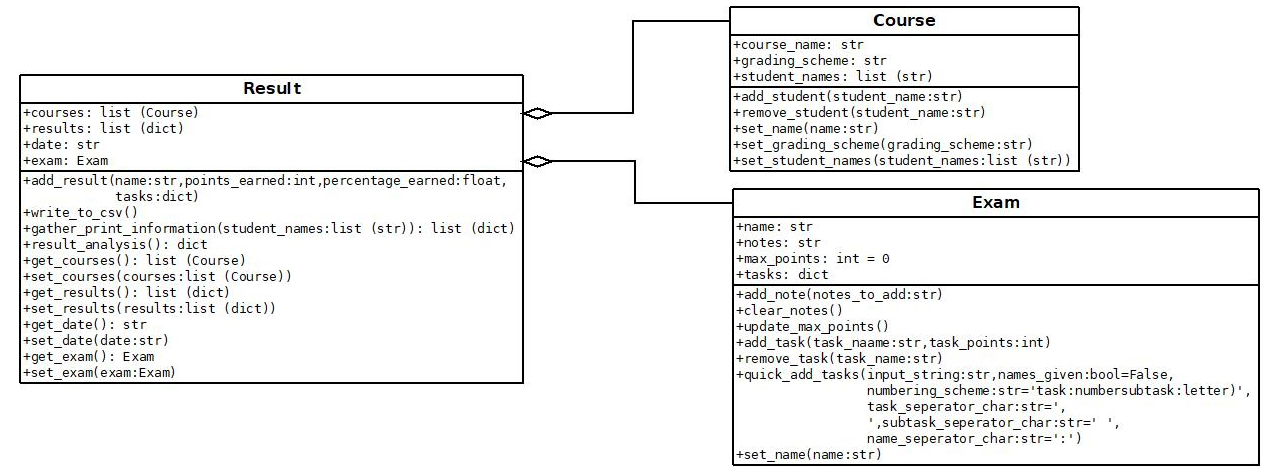 Course
+course_name: str
+grading_scheme: str
+student_names: list (str)
+add_student(student_name:str)
+remove_student(student_name:str)
+set_name(name:str)
+set_grading_scheme(grading_scheme:str)
+set_student_names(student_names:list (str))
Result
+courses: list (Course)
+results: list (dict)
+date: str
+exam: Exam
+add_result(name:str,points_earned:int,percentage_earned:float,
tasks:dict)
+write_to_csv()
+gather_print_information(student_names:list (str)): list (dict)
+result_analysis(): dict
+get_courses(): list (Course)
+set_courses(courses:list (Course))
+get_results(): list (dict)
+set_results(results:list (dict))
+get_date(): str
+set_date(date:str)
+get_exam(): Exam
+set_exam(exam:Exam)
Exam
+name: str
+notes: str
+max_points: int = 0
+tasks: dict
+add_note(notes_to_add:str)
+clear_notes()
+update_max_points()
+add_task(task_naame:str,task_points:int)
+remove_task(task_name:str)
+quick_add_tasks(input_string:str,names_given:bool=False,
numbering_scheme:str='task:numbersubtask:letter)',
task_seperator_char:str=',
',subtask_seperator_char:str=' ',
name_seperator_char:str=':')
+set_name(name:str)